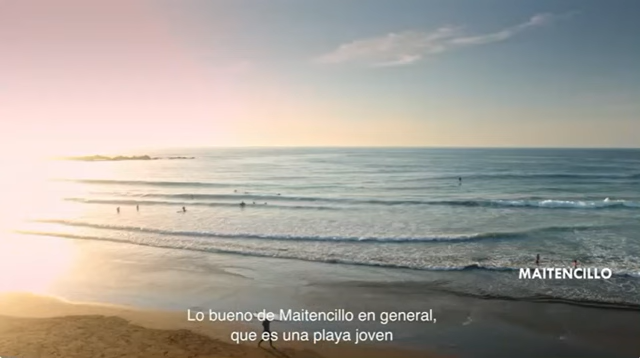 MAITENCILLO
Lo bueno de Maitencillo en general,
que es una playa joven